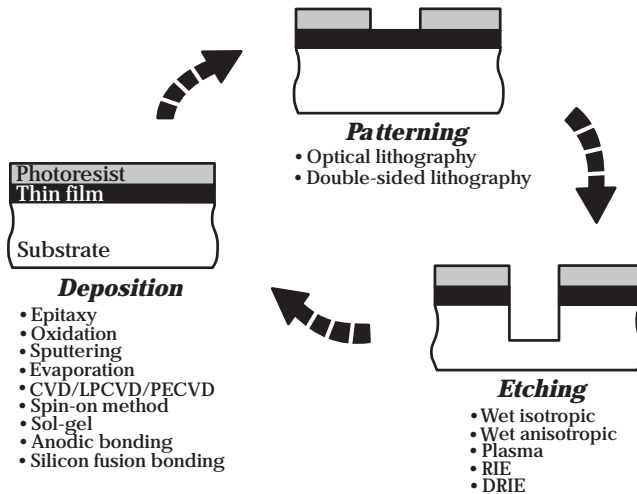 Patterning
• Optical lithography
• Double-sided lithography
Photoresist
Thin film
Substrate
Deposition
• Epitaxy
• Oxidation
• Sputtering
• Evaporation
• CVD/LPCVD/PECVD
• Spin-on method
• Sol-gel
• Anodic bonding
• Silicon fusion bonding
Etching
• Wet isotropic
• Wet anisotropic
• Plasma
• RIE
• DRIE